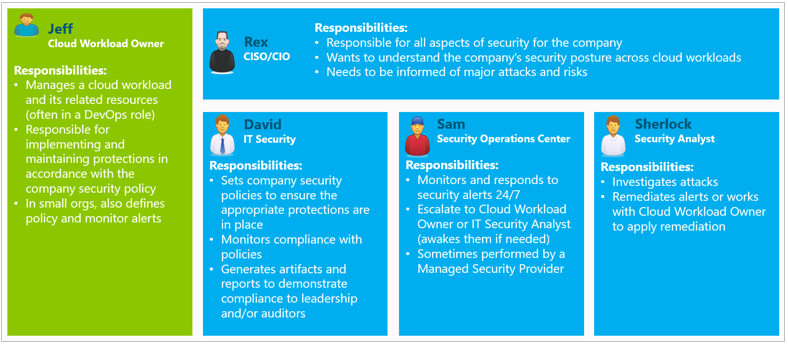 Jeff
Cloud Workload Owner
Responsibilities:
• Manages a cloud workload
and its related resources
(often in a DevOps role)
• Responsible for
implementing and
maintaining protections in
accordance with the
company security policy
• In small orgs, also defines
policy and monitor alerts
Rex
CISO/CIO
Responsibilities:
• Responsible for all aspects of security for the company
• Wants to understand the company's security posture across cloud workloads
• Needs to be informed of major attacks and risks
David
IT Security
Responsibilities:
• Sets company security
policies to ensure the
appropriate protections are
in place
• Monitors compliance with
policies
• Generates artifacts and
reports to demonstrate
compliance to leadership
and/or auditors
Sam
Security Operations Center
Responsibilities:
• Monitors and responds to
security alerts 24/7
• Escalate to Cloud Workload
Owner or IT Security Analyst
(awakes them if needed)
• Sometimes performed by a
Managed Security Provider
Sherlock
Security Analyst
Responsibilities:
• Investigates attacks
• Remediates alerts or works
with Cloud Workload Owner
to apply remediation